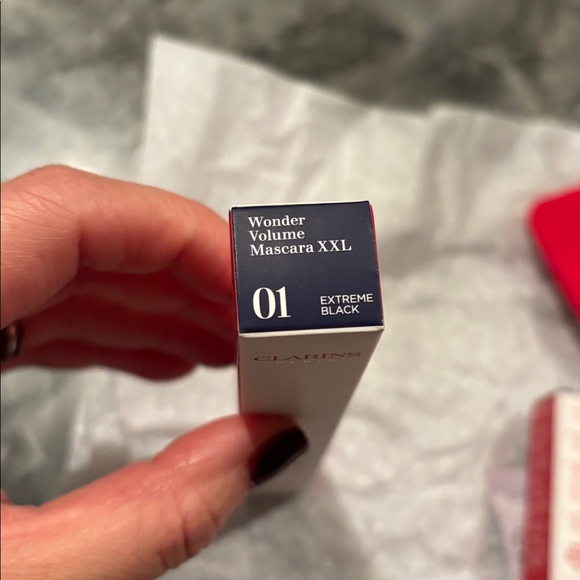 Wonder
Volume
Mascara XXL
01
EXTREME
BLACK
CLARINS